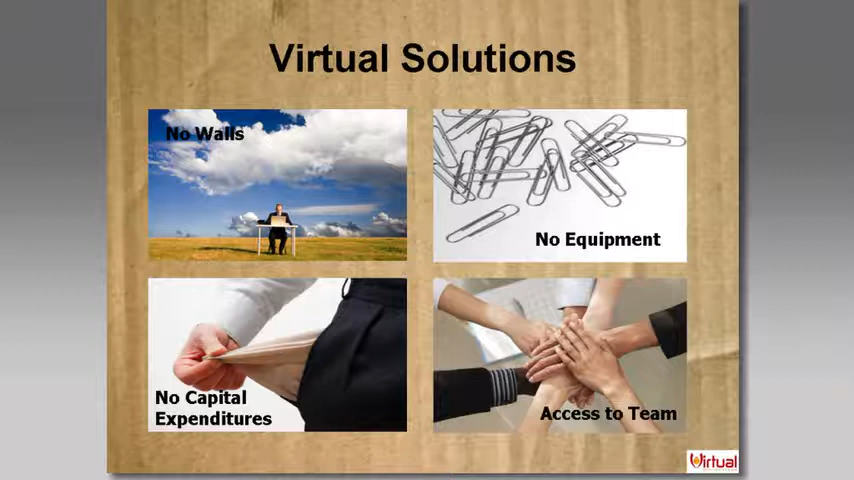 Virtual Solutions
No Walls
No Equipment
No Capital
Expenditures
Access to Team
Virtual